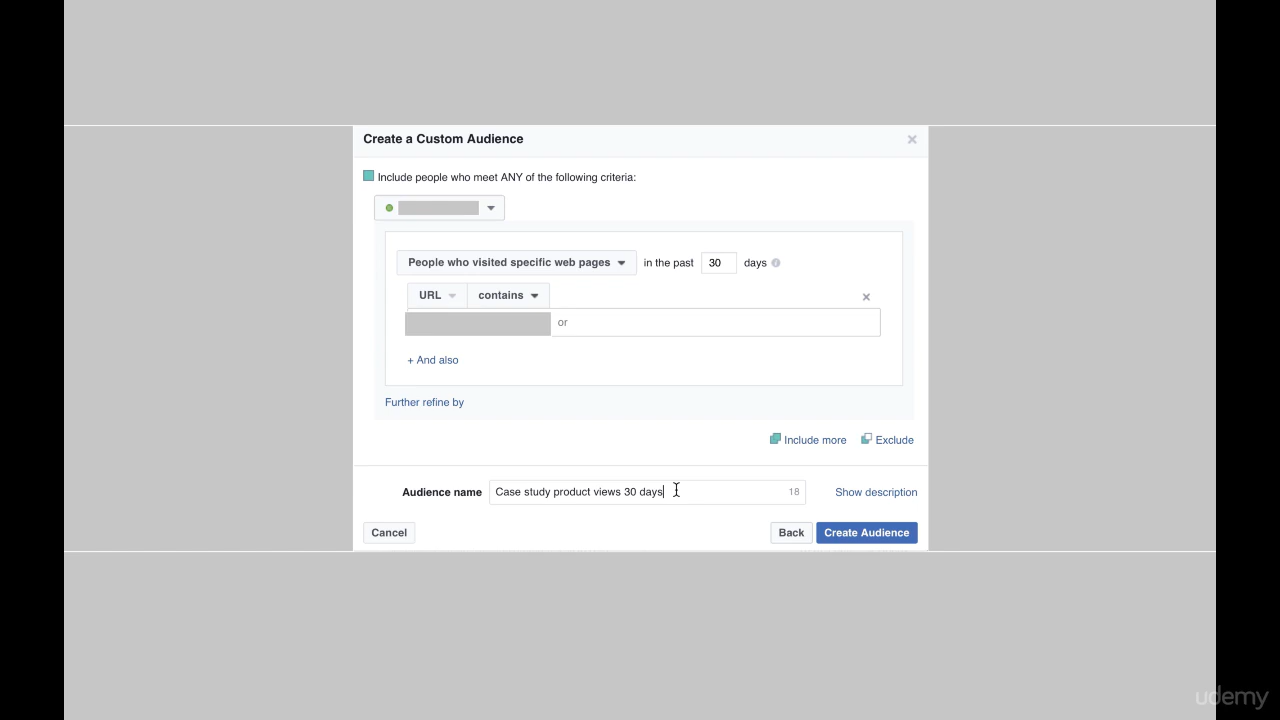 Create a Custom Audience
Include people who meet ANY of the following criteria:
People who visited specific web pages in the past 30 days
URL contains
or
+ And also
Further refine by
Include more Exclude
Audience name Case study product views 30 days 18 Show description
Cancel Back Create Audience
udemy